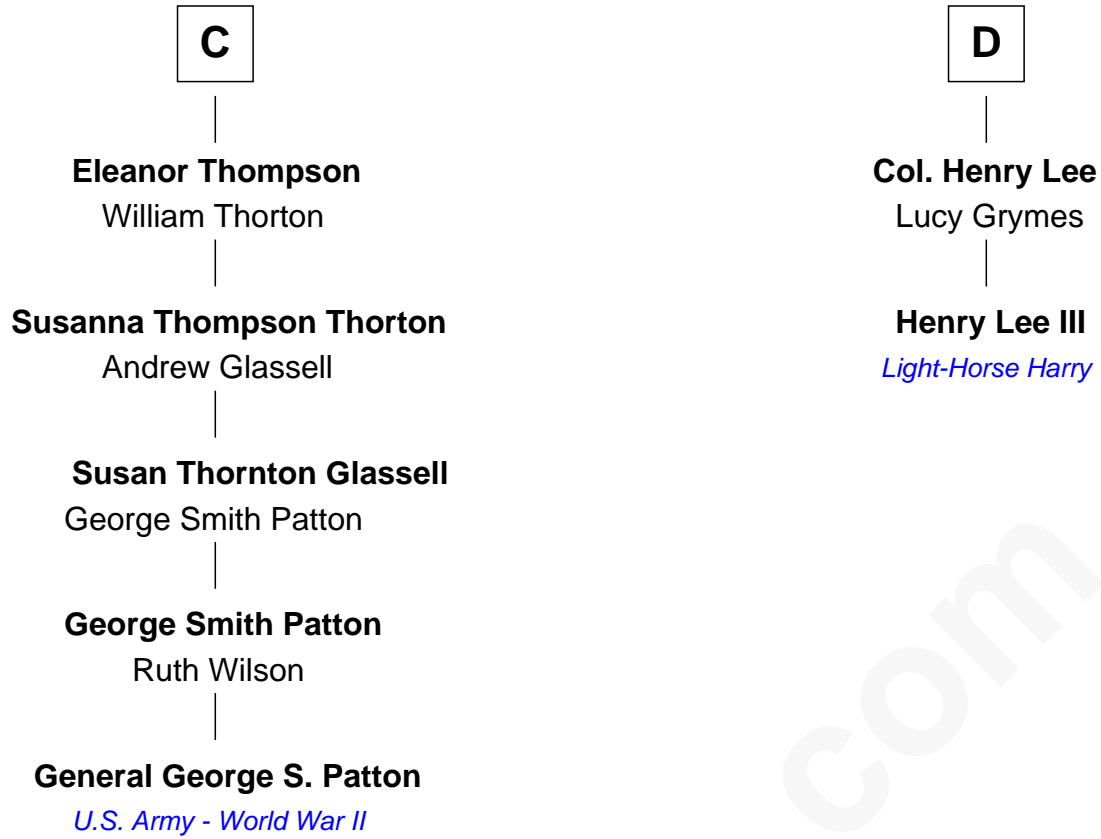 C
Eleanor Thompson
William Thorton
Susanna Thompson Thorton
Andrew Glassell
Susan Thornton Glassell
George Smith Patton
George Smith Patton
Ruth Wilson
General George S. Patton
U.S. Army - World War II
D
Col. Henry Lee
Lucy Grymes
Henry Lee III
Light-Horse Harry
com